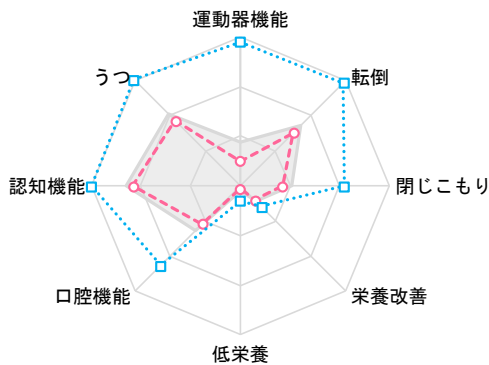 運動器機能
うつ
転倒
認知機能
閉じこもり
口腔機能
栄養改善
低栄養